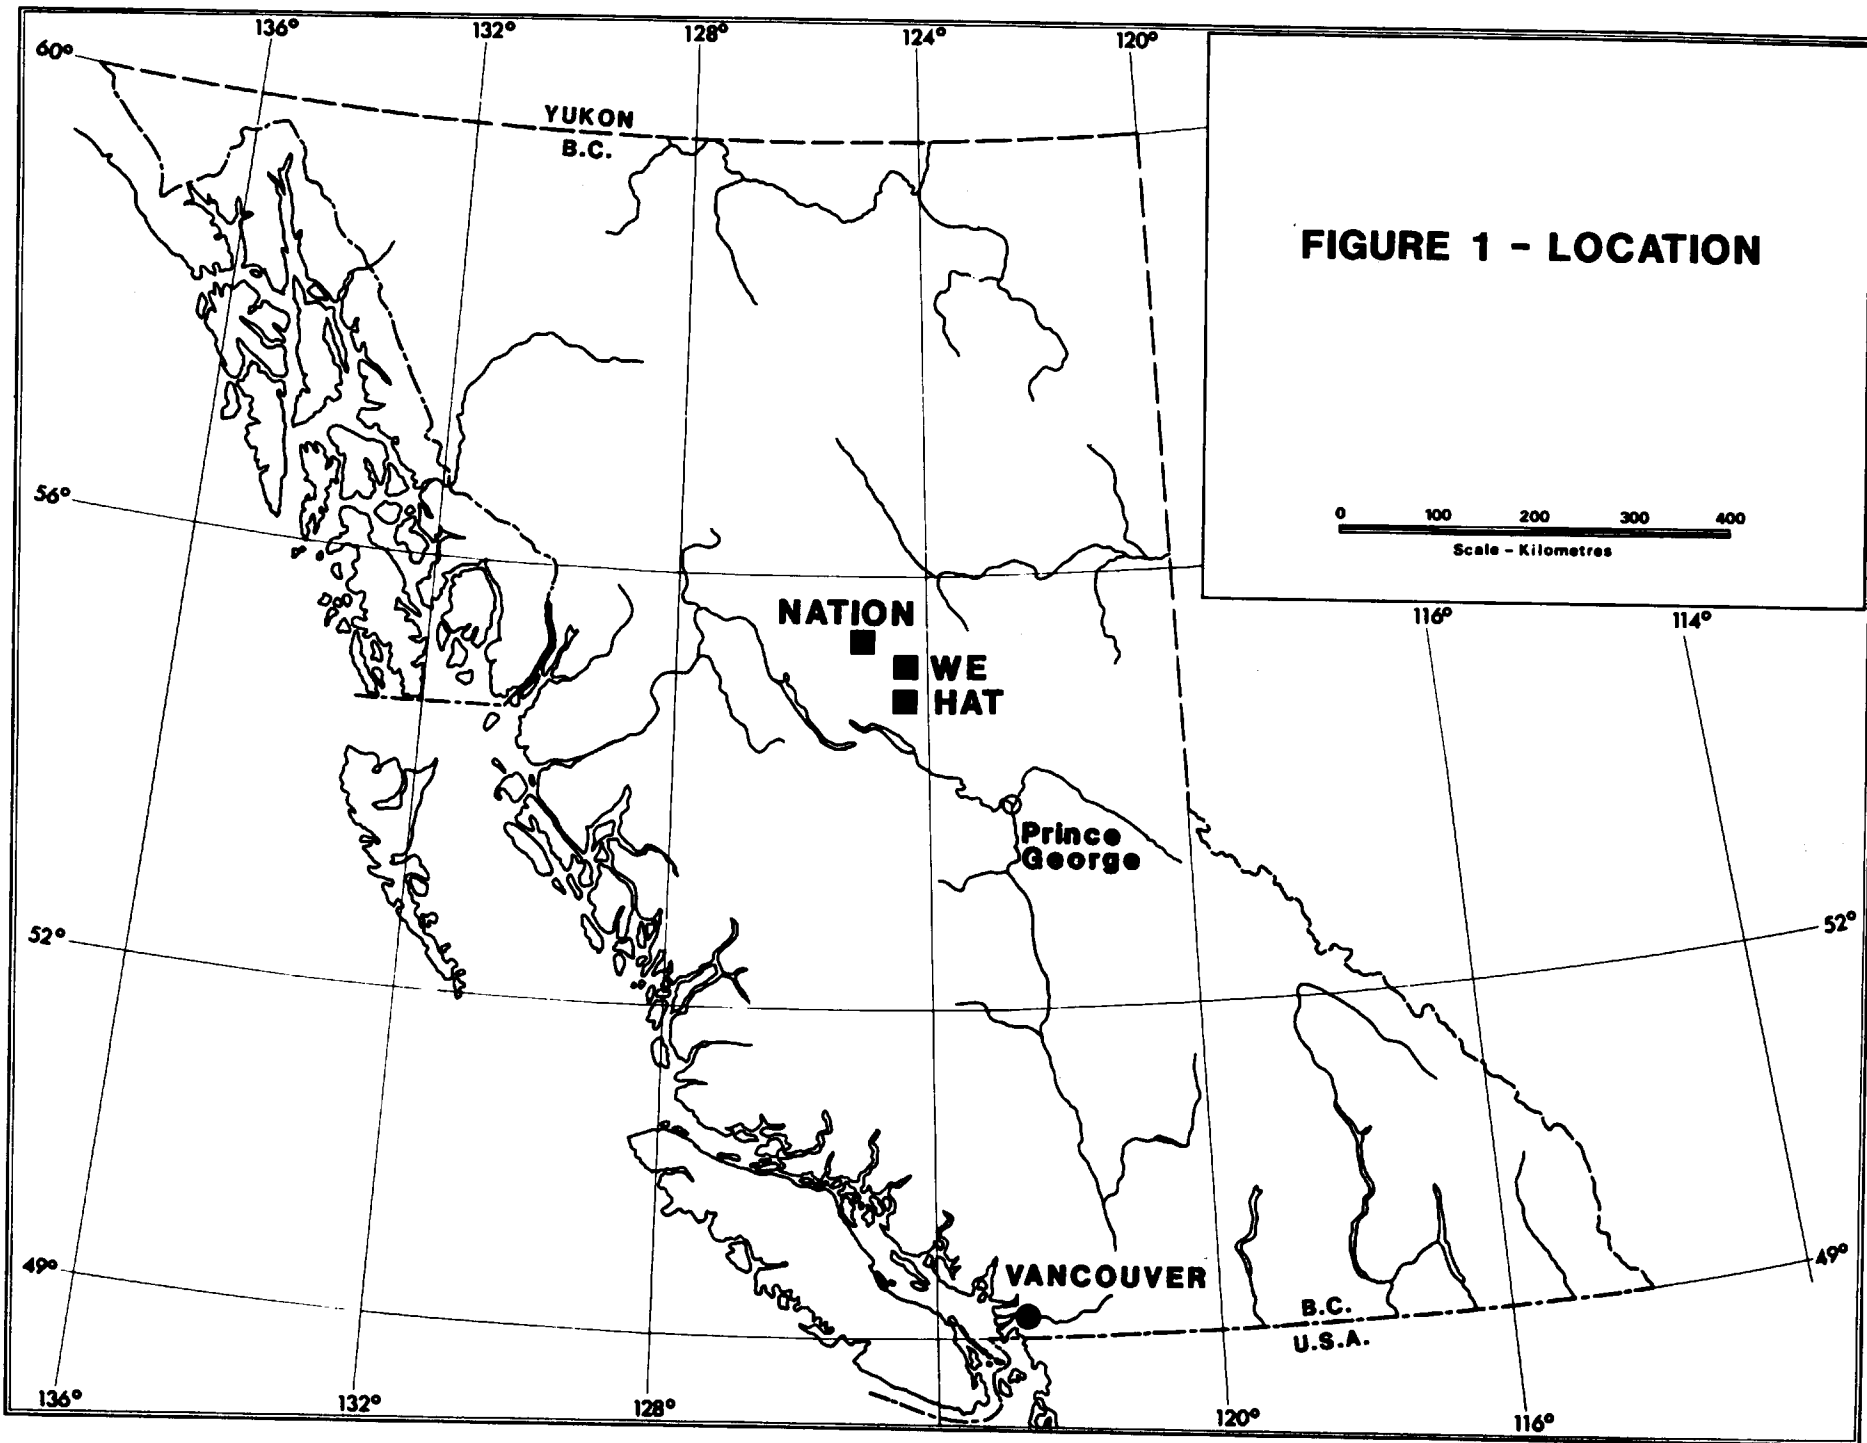 136° 132° 128° 124° 120°
60°
YUKON
B.C.
FIGURE 1 - LOCATION
56°
0 100 200 300 400
Scale - Kilometres
NATION
WE
HAT
116° 114°
Prince
George
52° 52°
49° 49°
VANCOUVER
B.C.
U.S.A.
136° 132° 128° 120° 116°